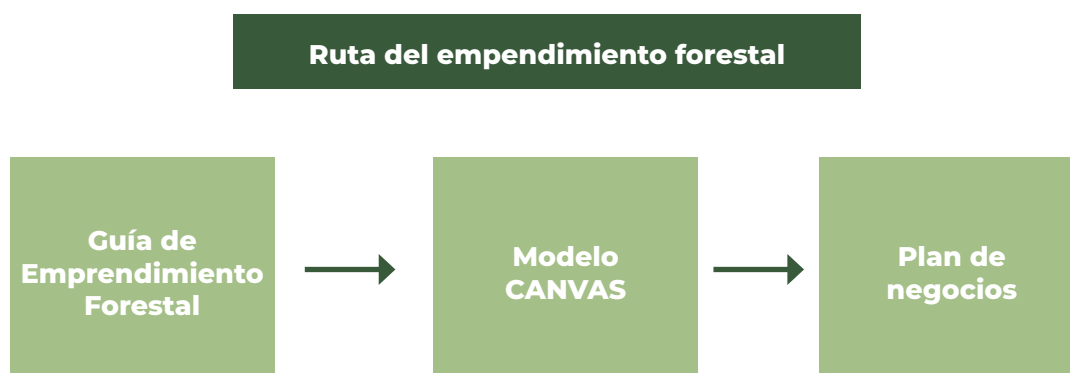 Ruta del empendimiento forestal
Guía de
Emprendimiento
Forestal
Modelo
CANVAS
Plan de
negocios